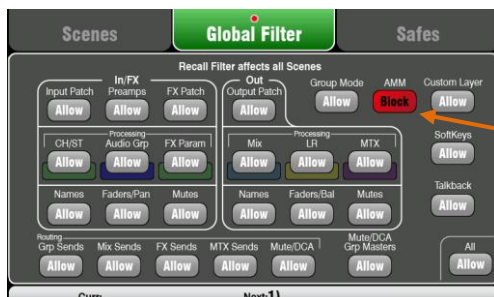 Scenes Global Filter Safes
Recall Filter affects all Scenes
In/FX Out
Input Patch Preamps FX Patch Output Patch Group Mode AMM Custom Layer
Allow Allow Allow Allow Allow Block Allow
Processing Processing SoftKeys
CH/ST Audio Grp FX Param Mix LR MTX
Allow Allow Allow Allow Allow Allow Allow
Talkback
Names Faders/Pan Mutes Names Faders/Bal Mutes
Allow Allow Allow Allow Allow Allow Allow
Routing Mute/DCA
Grp Sends Mix Sends FX Sends MTX Sends Mute/DCA Grp Masters All
Allow Allow Allow Allow Allow Allow Allow